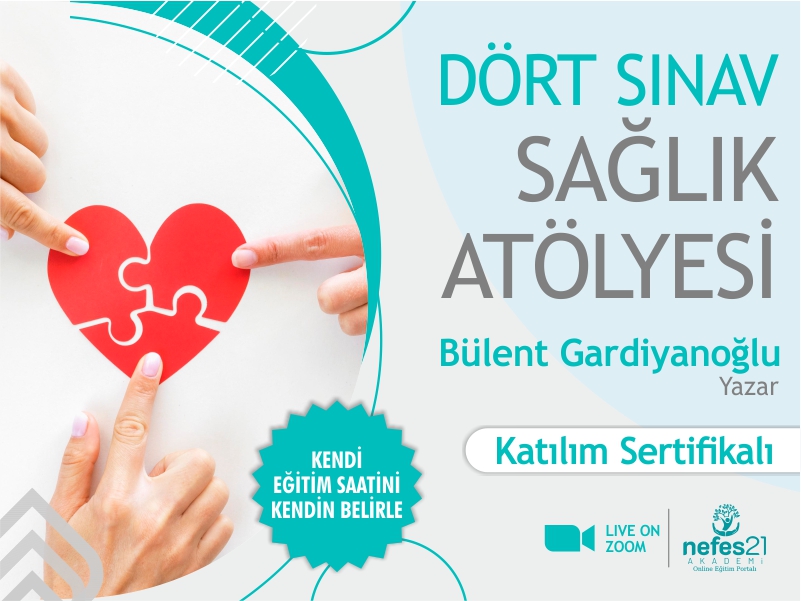 DÖRT SINAV
SAĞLIK
ATÖLYESİ
Bülent Gardiyanoğlu
Yazar
Katılım Sertifikalı
KENDİ
EĞİTİM SAATİNİ
KENDİN BELİRLE
LIVE ON
ZOOM
nefes21
AKADEMİ
Online Eğitim Portalı